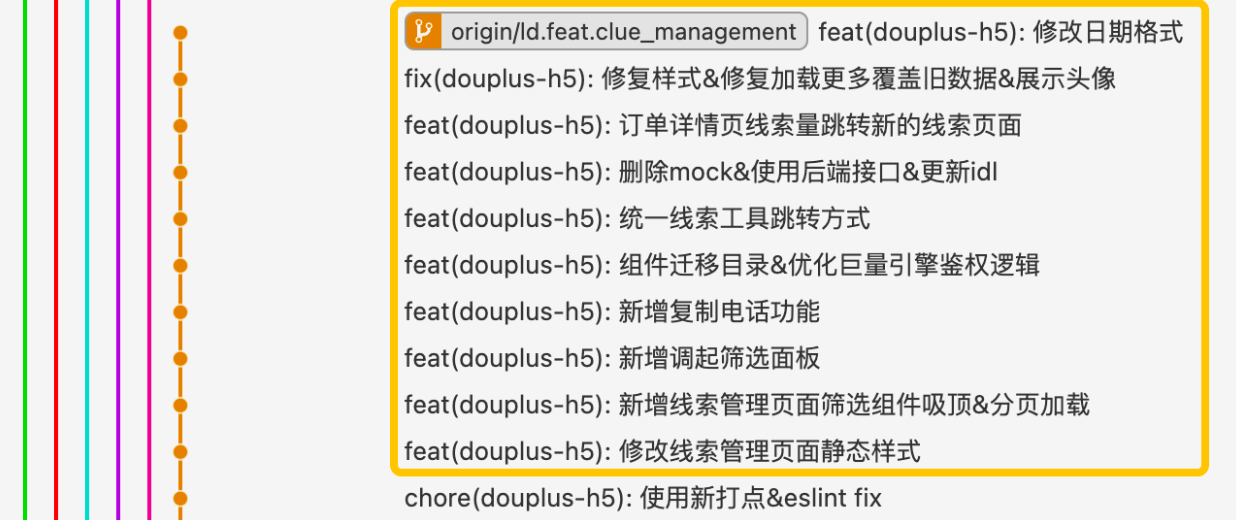 origin/ld.feat.clue_management feat(douplus-h5): 修改日期格式
fix(douplus-h5): 修复样式&修复加载更多覆盖旧数据&展示头像
feat(douplus-h5): 订单详情页线索量跳转新的线索页面
feat(douplus-h5): 删除mock&使用后端接口&更新idl
feat(douplus-h5): 统一线索工具跳转方式
feat(douplus-h5): 组件迁移目录&优化巨量引擎鉴权逻辑
feat(douplus-h5): 新增复制电话功能
feat(douplus-h5): 新增调起筛选面板
feat(douplus-h5): 新增线索管理页面筛选组件吸顶&分页加载
feat(douplus-h5): 修改线索管理页面静态样式
chore(douplus-h5): 使用新打点&eslint fix